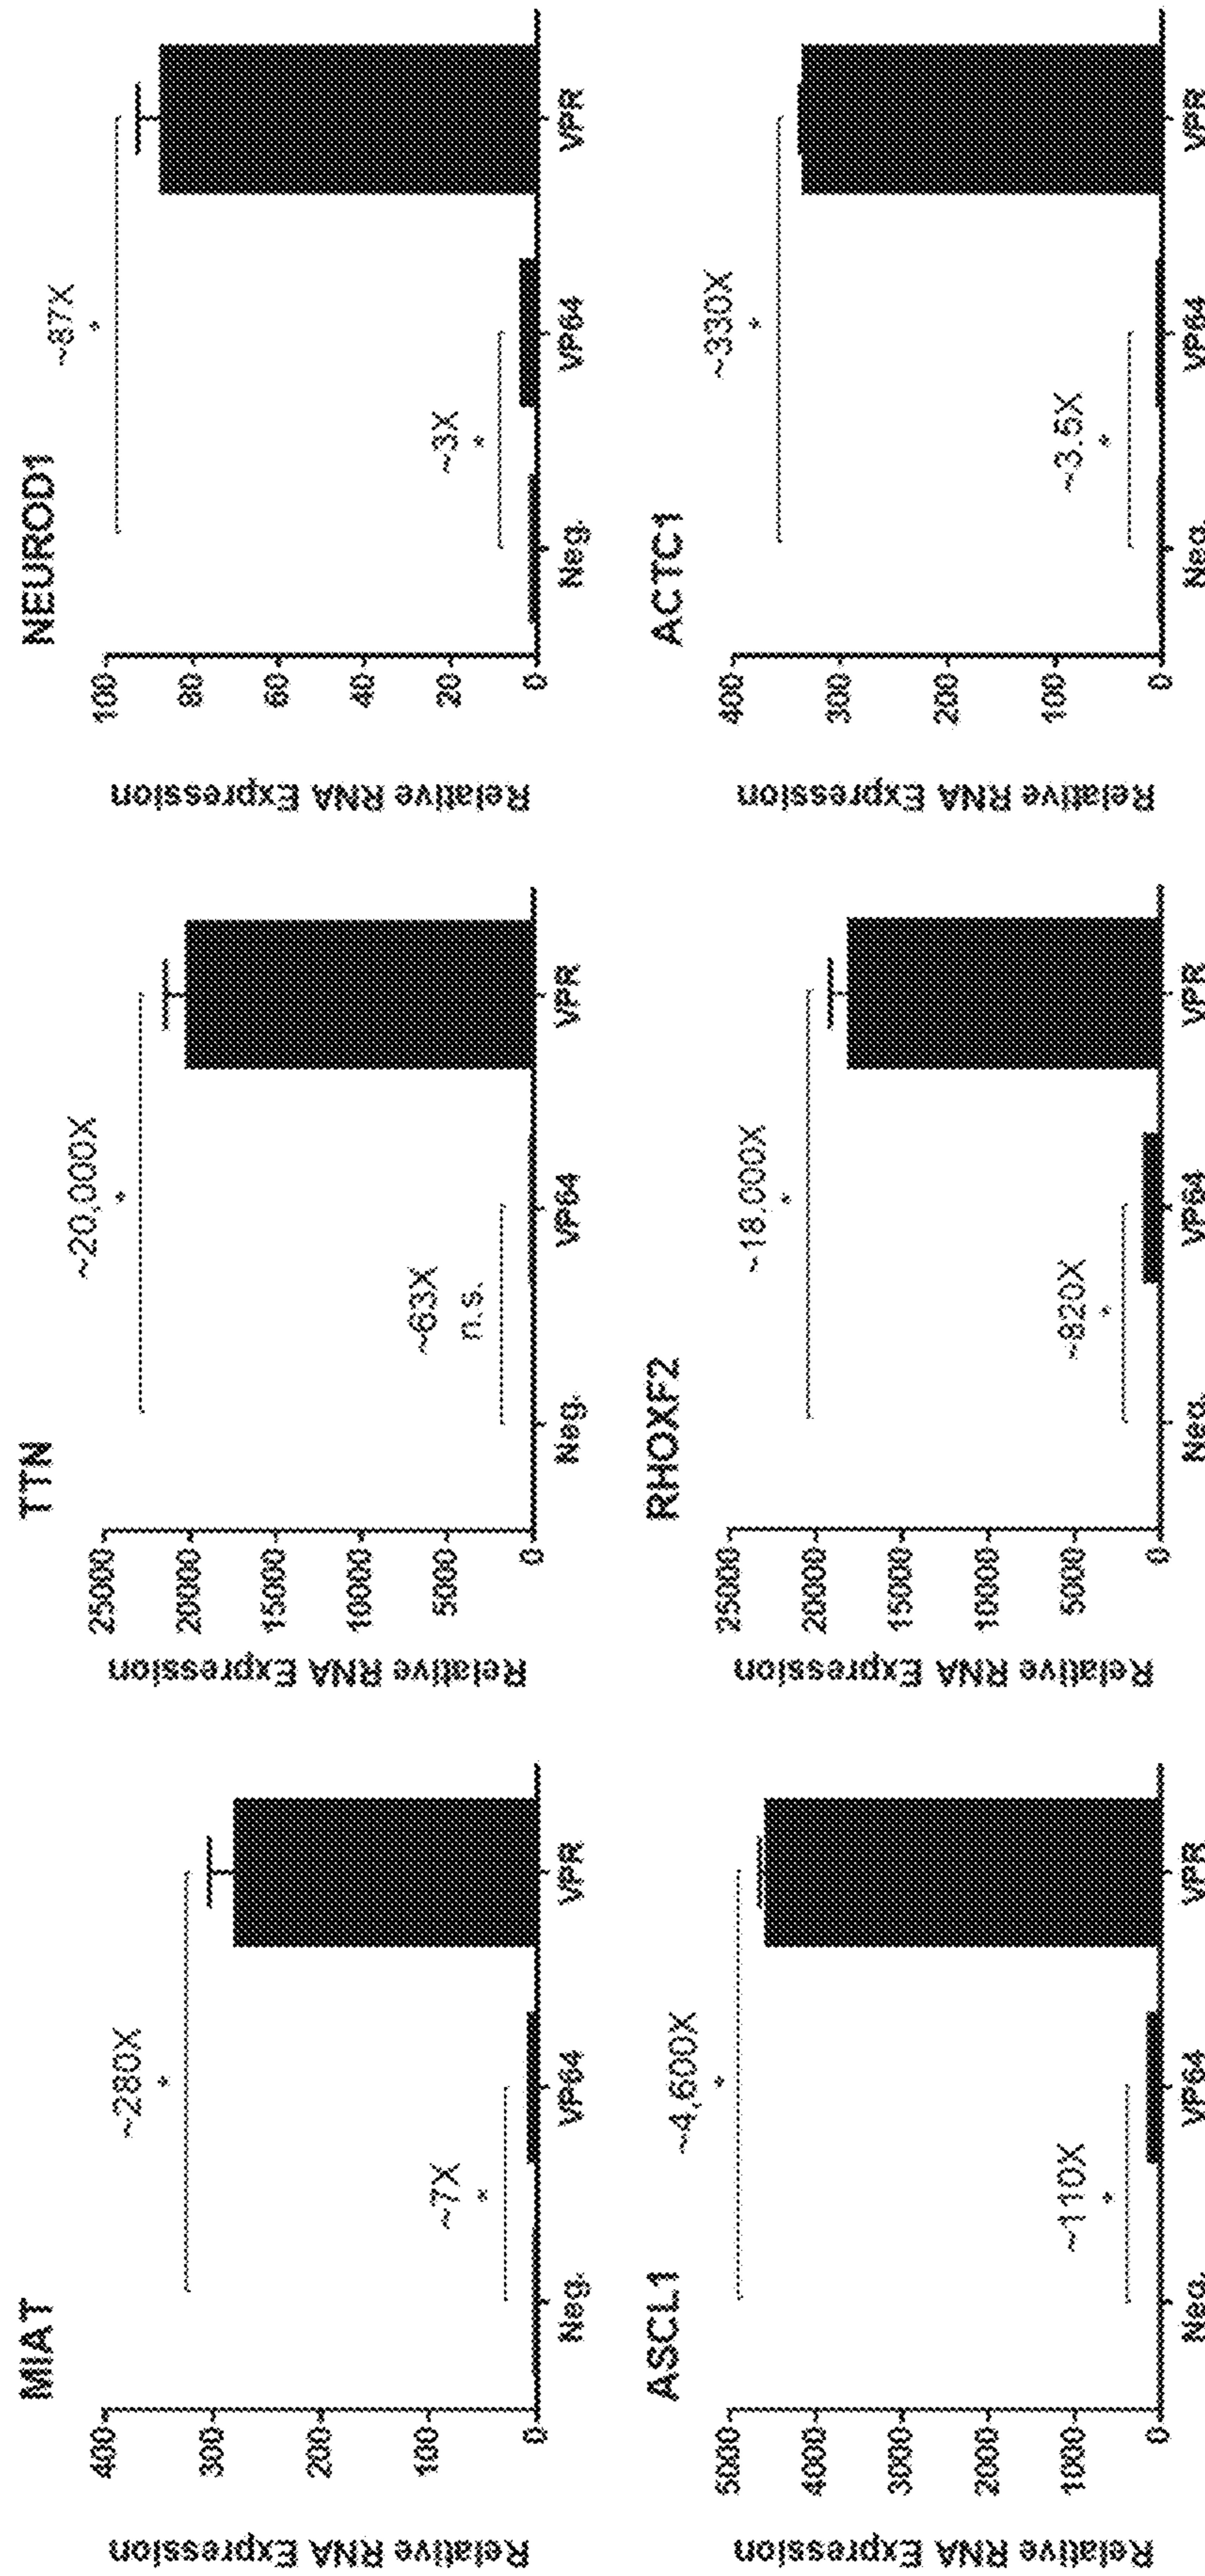 MIAT
Relative RNA Expression
400
300
200
100
0
~280X
*
~7X
*
Neg.
VP64
VPR
TTN
Relative RNA Expression
25000
20000
15000
10000
5000
0
~20,000X
*
~63X
n.s.
Neg.
VP64
VPR
NEUROD1
Relative RNA Expression
100
80
60
40
20
0
~87X
*
~3X
*
Neg.
VP64
VPR
ASCL1
Relative RNA Expression
5000
4000
3000
2000
1000
0
~4,600X
*
~110X
*
Neg.
VP64
VPR
RHOXF2
Relative RNA Expression
25000
20000
15000
10000
5000
0
~18,000X
*
~820X
*
Neg.
VP64
VPR
ACTC1
Relative RNA Expression
400
300
200
100
0
~330X
*
~3.5X
*
Neg.
VP64
VPR